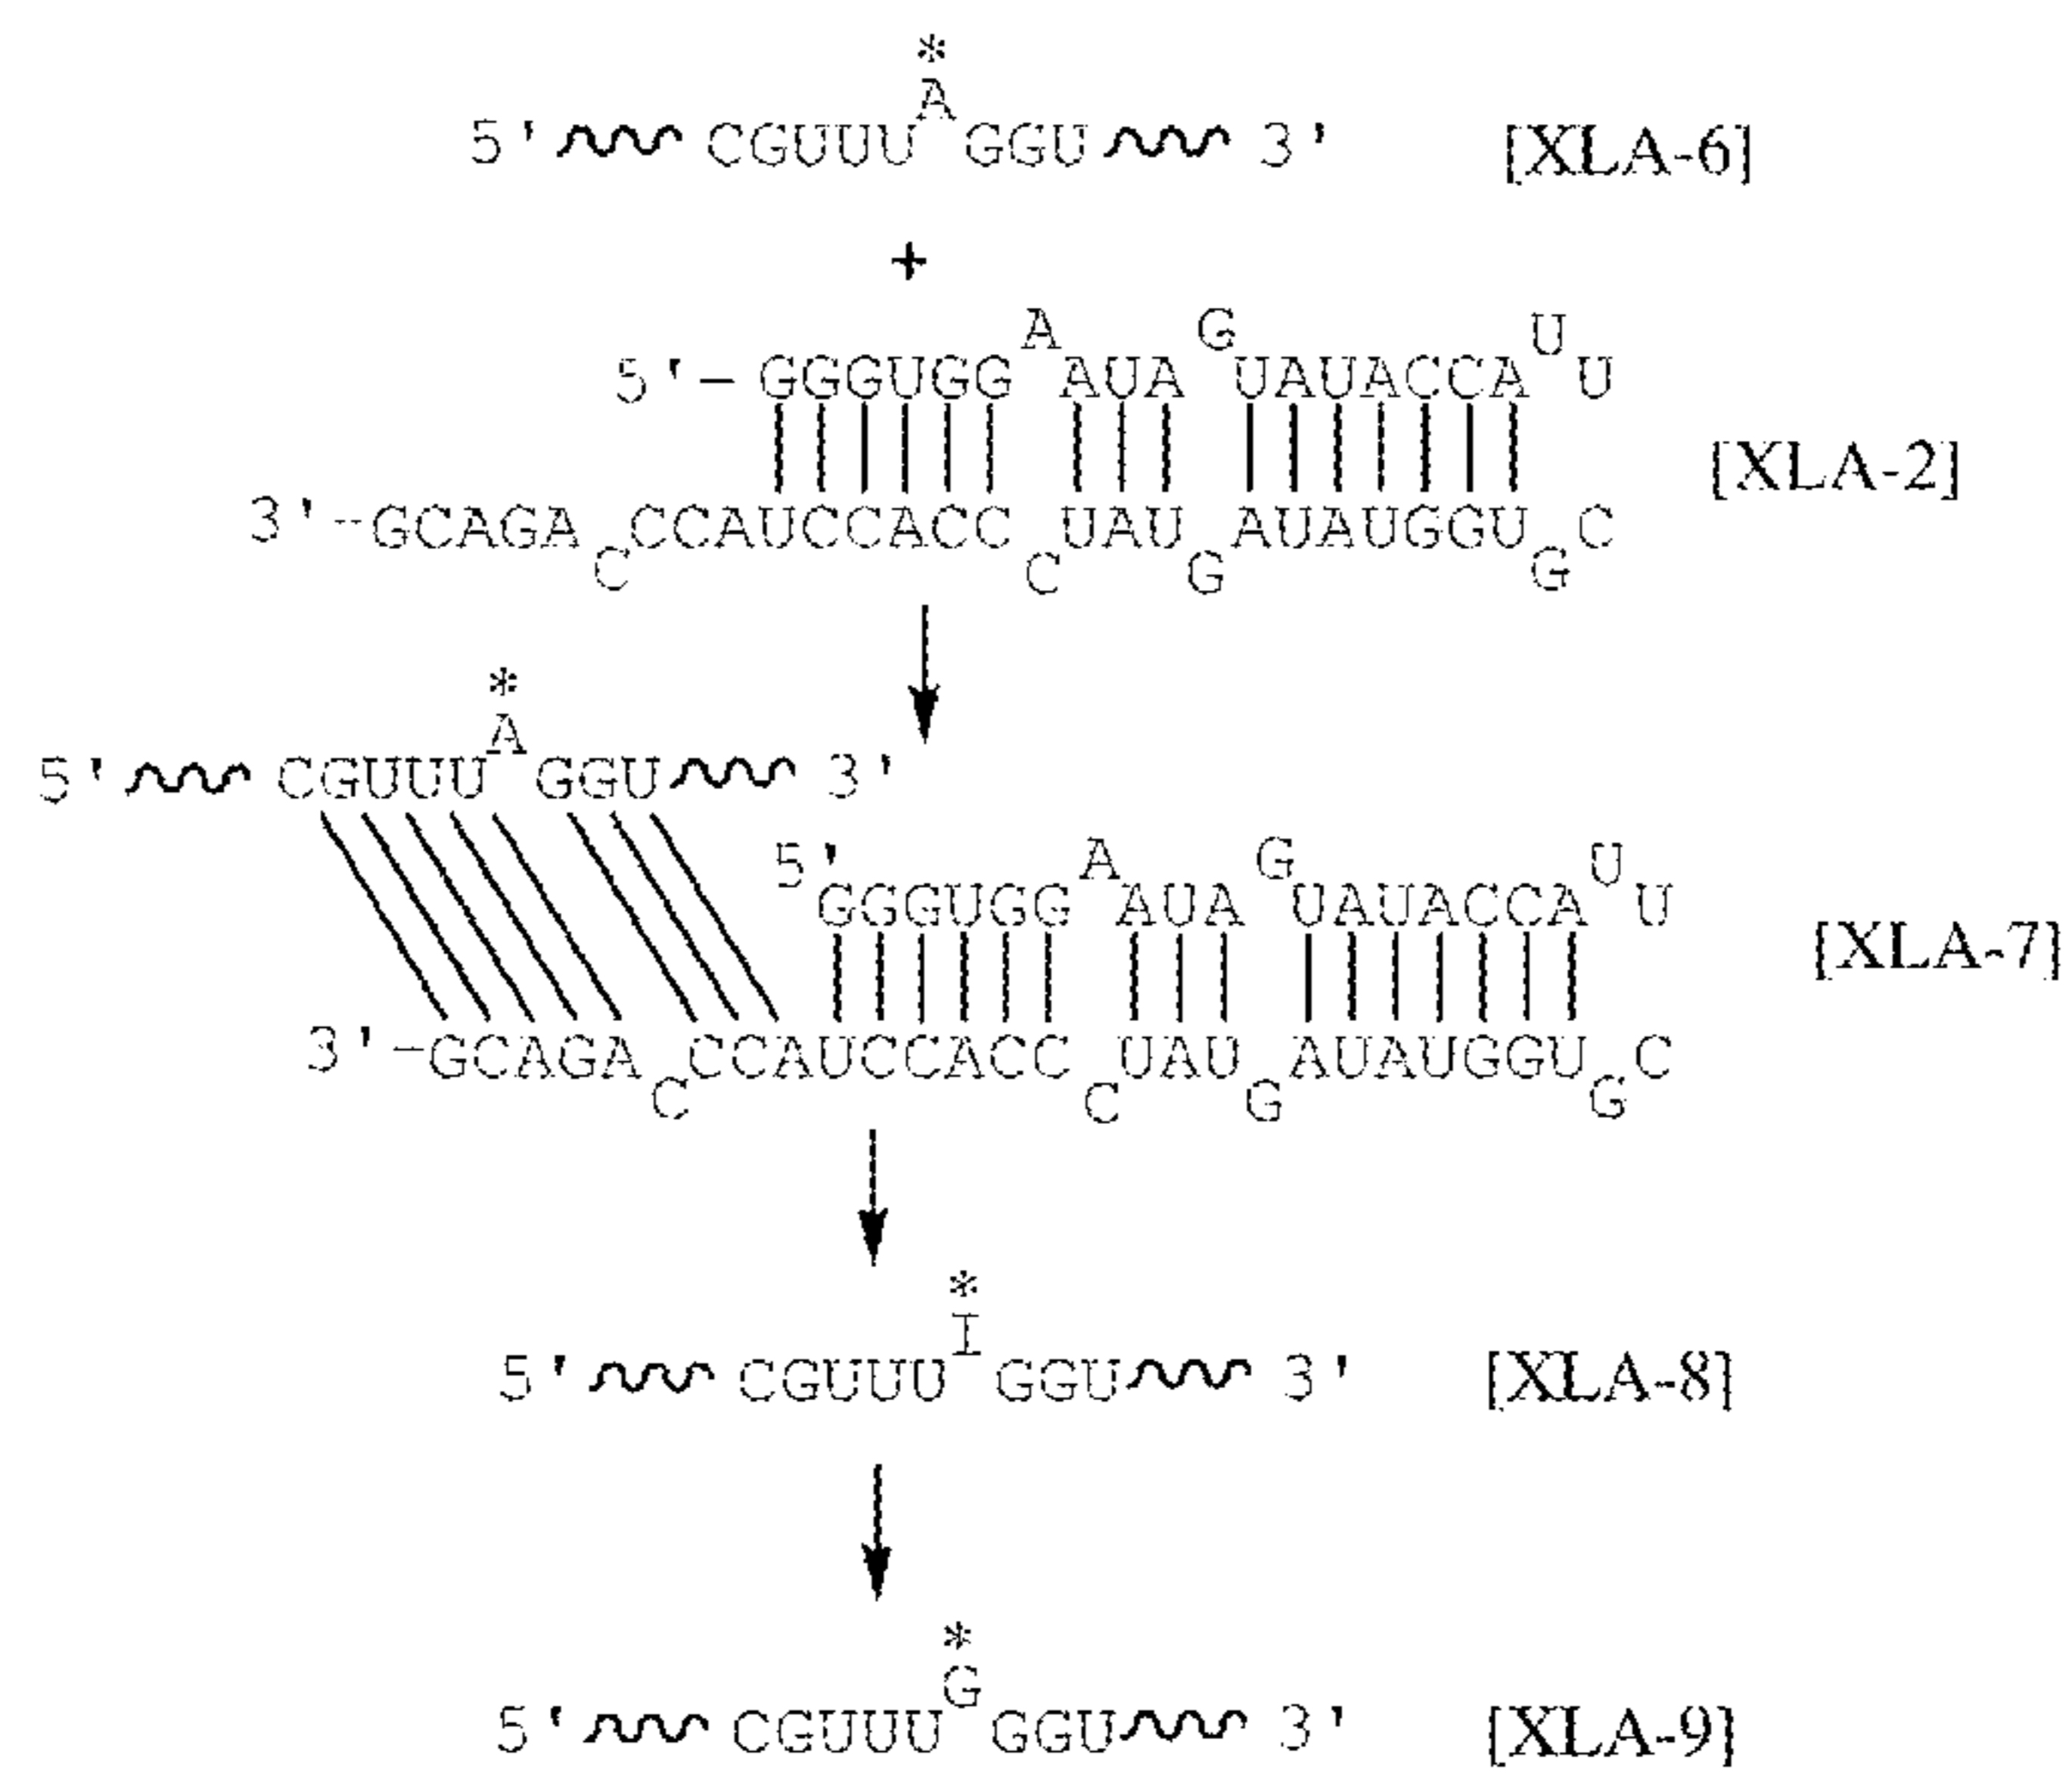 *
A
5' CGUUU GGU 3' [XLA-6]
+
A G U
5'- GGGUGG AUA UAUACCA U
[XLA-2]
3'-GCAGA CCAUCCACC UAU AUAUGGU C
C C G G
*
A
5' CGUUU GGU 3'
5' A G U
GGGUGG AUA UAUACCA U
[XLA-7]
3'-GCAGA CCAUCCACC UAU AUAUGGU C
C C G G
*
I
5' CGUUU GGU 3' [XLA-8]
*
G
5' CGUUU GGU 3' [XLA-9]